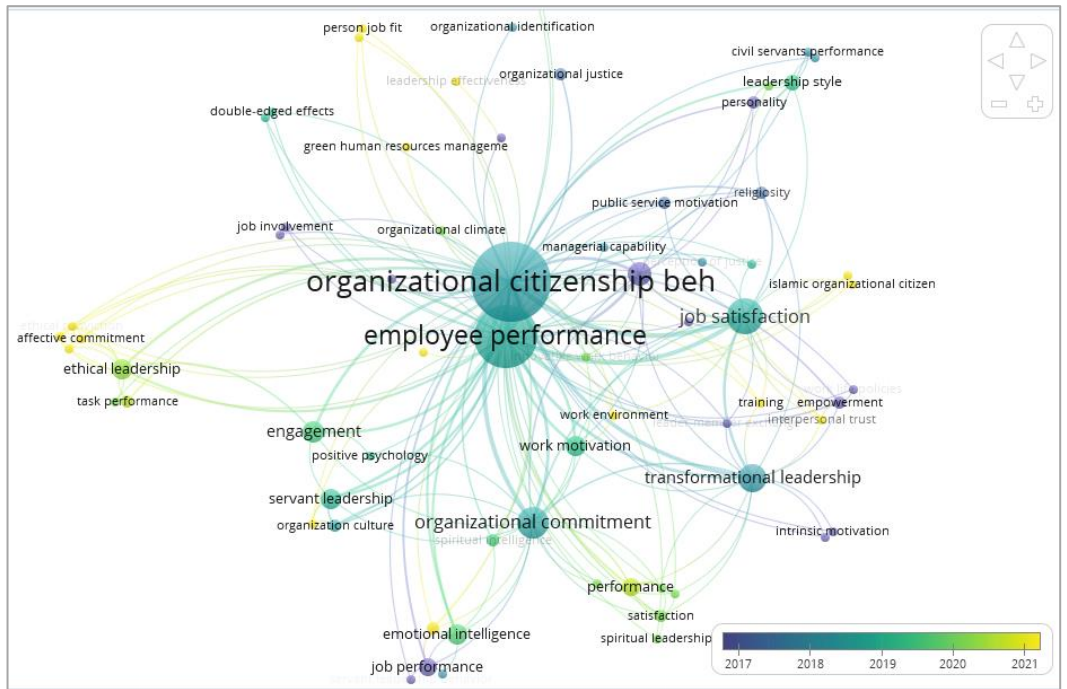 person job fit
organizational identification
civil servants performance
leadership effectiveness
organizational justice
leadership style
personality
double-edged effects
green human resources manageme
religiosity
public service motivation
job involvement
organizational climate
managerial capability
organizational citizenship beh
islamic organizational citizen
job satisfaction
employee performance
affective commitment
ethical leadership
task performance
training
empowerment
work environment
interpersonal trust
engagement
work motivation
positive psychology
transformational leadership
servant leadership
organizational commitment
organization culture
intrinsic motivation
spiritual intelligence
performance
satisfaction
emotional intelligence
spiritual leadership
job performance
2017
2018
2019
2020
2021